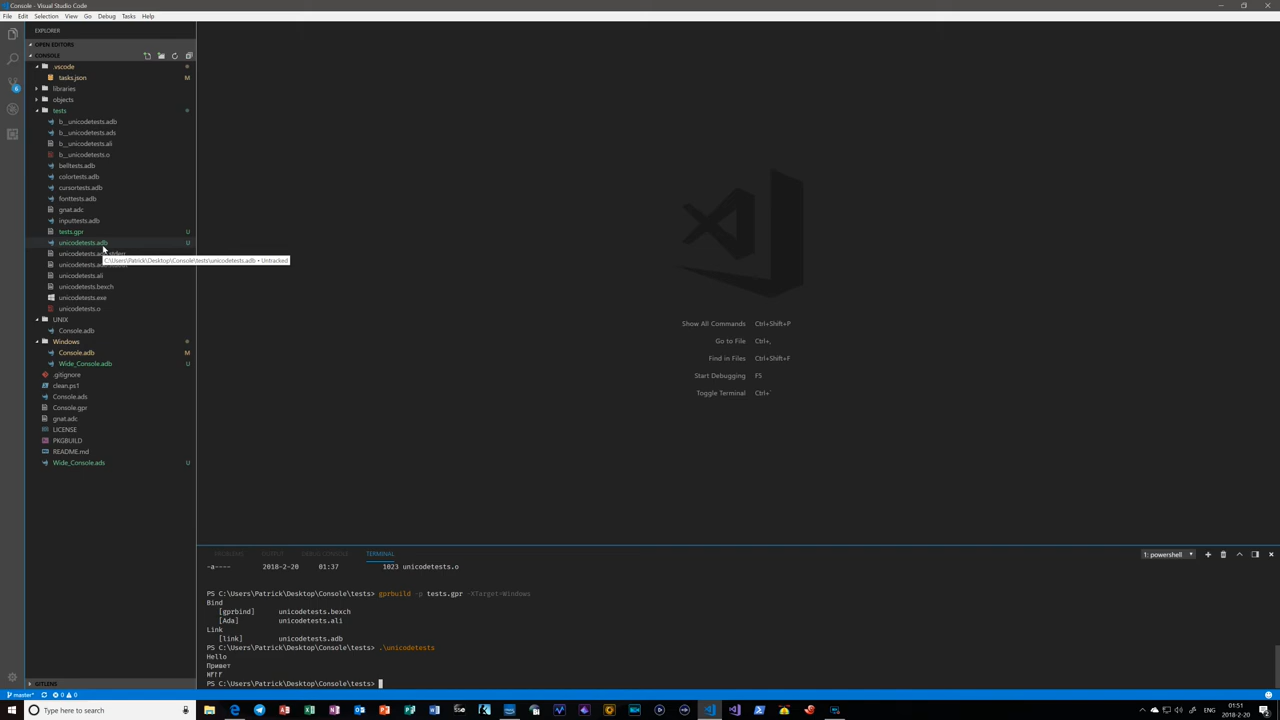 Console - Visual Studio Code
File Edit Selection View Go Debug Tasks Help
EXPLORER
OPEN EDITORS
CONSOLE
.vscode
tasks.json M
libraries
objects
tests
b__unicodetests.adb
b__unicodetests.ads
b__unicodetests.ali
b__unicodetests.o
belltests.adb
colortests.adb
cursortests.adb
fonttests.adb
gnat.adc
inputtests.adb
tests.gpr U
unicodetests.adb U
C:\Users\Patrick\Desktop\Console\tests\unicodetests.adb • Untracked
unicodetests.ali
unicodetests.bexch
unicodetests.exe
unicodetests.o
UNIX
Console.adb
Windows
Console.adb M
Wide_Console.adb U
.gitignore
clean.ps1
Console.ads
Console.gpr
gnat.adc
LICENSE
PKGBUILD
README.md
Wide_Console.ads U
GITLENS
6
Show All Commands Ctrl+Shift+P
Go to File Ctrl+,
Find in Files Ctrl+Shift+F
Start Debugging F5
Toggle Terminal Ctrl+`
PROBLEMS OUTPUT DEBUG CONSOLE TERMINAL 1: powershell
-a---- 2018-2-20 01:37 1023 unicodetests.o
PS C:\Users\Patrick\Desktop\Console\tests> gprbuild -p tests.gpr -XTarget=Windows
Bind
[gprbind] unicodetests.bexch
[Ada] unicodetests.ali
Link
[link] unicodetests.adb
PS C:\Users\Patrick\Desktop\Console\tests> .\unicodetests
Hello
Привет
PS C:\Users\Patrick\Desktop\Console\tests>
master* 0 0
Type here to search
ENG
01:51
2018-2-20